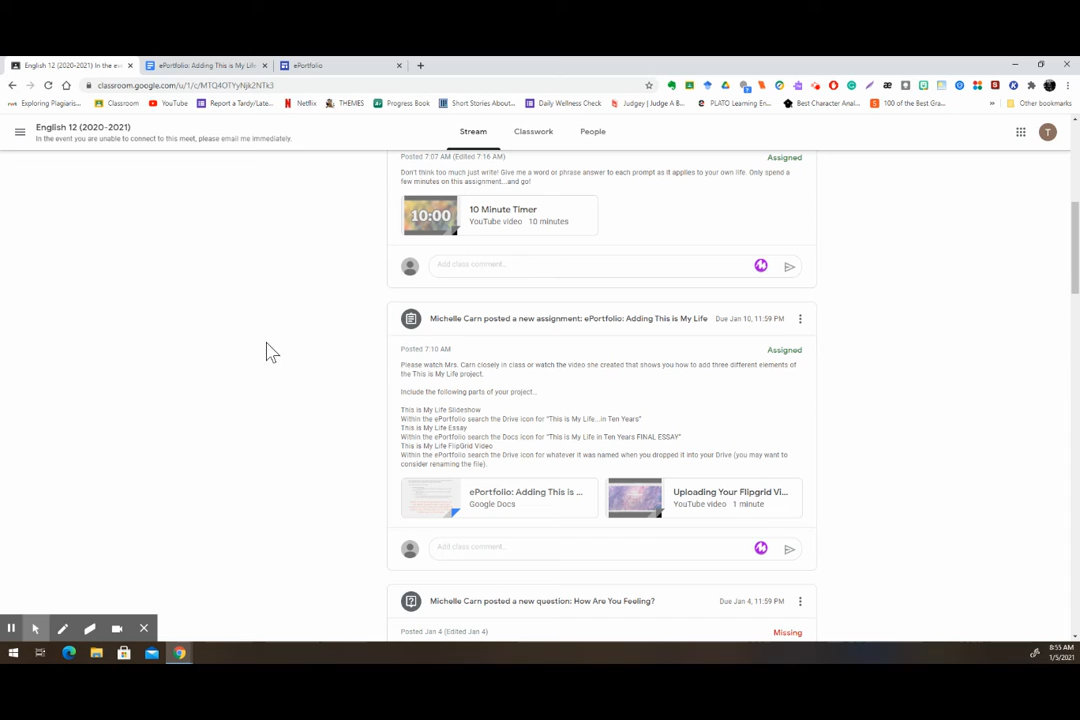 English 12 (2020-2021) In the ev
ePortfolio: Adding This is My Life
ePortfolio
classroom.google.com/u/1/c/MTQ4OTYyNjk2NTk3
Exploring Plagiaris...
Classroom
YouTube
Report a Tardy/Late...
Netflix
THEMES
Progress Book
Short Stories About...
Daily Wellness Check
Judgey | Judge A B...
PLATO Learning En...
Best Character Anal...
100 of the Best Gra...
Other bookmarks
English 12 (2020-2021)
In the event you are unable to connect to this meet, please email me immediately.
Stream
Classwork
People
T
Posted 7:07 AM (Edited 7:16 AM)
Assigned
Don't think too much just write! Give me a word or phrase answer to each prompt as it applies to your own life. Only spend a
few minutes on this assignment...and go!
10:00
10 Minute Timer
YouTube video 10 minutes
Add class comment...
Michelle Carn posted a new assignment: ePortfolio: Adding This is My Life
Due Jan 10, 11:59 PM
Posted 7:10 AM
Assigned
Please watch Mrs. Carn closely in class or watch the video she created that shows you how to add three different elements of
the This is My Life project.
Include the following parts of your project...
This is My Life Slideshow
Within the ePortfolio search the Drive icon for "This is My Life...in Ten Years"
This is My Life Essay
Within the ePortfolio search the Docs icon for "This is My Life in Ten Years FINAL ESSAY"
This is My Life FlipGrid Video
Within the ePortfolio search the Drive icon for whatever it was named when you dropped it into your Drive (you may want to
consider renaming the file).
ePortfolio: Adding This is ...
Google Docs
Uploading Your Flipgrid Vi...
YouTube video 1 minute
Add class comment...
Michelle Carn posted a new question: How Are You Feeling?
Due Jan 4, 11:59 PM
Posted Jan 4 (Edited Jan 4)
Missing
8:55 AM
1/5/2021